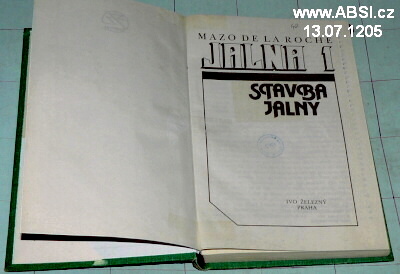 www.ABSI.cz
13.07.1205
MAZO DE LA ROCHE
JALNA 1
STAVBA
JALNY
IVO ŽELEZNÝ
PRAHA